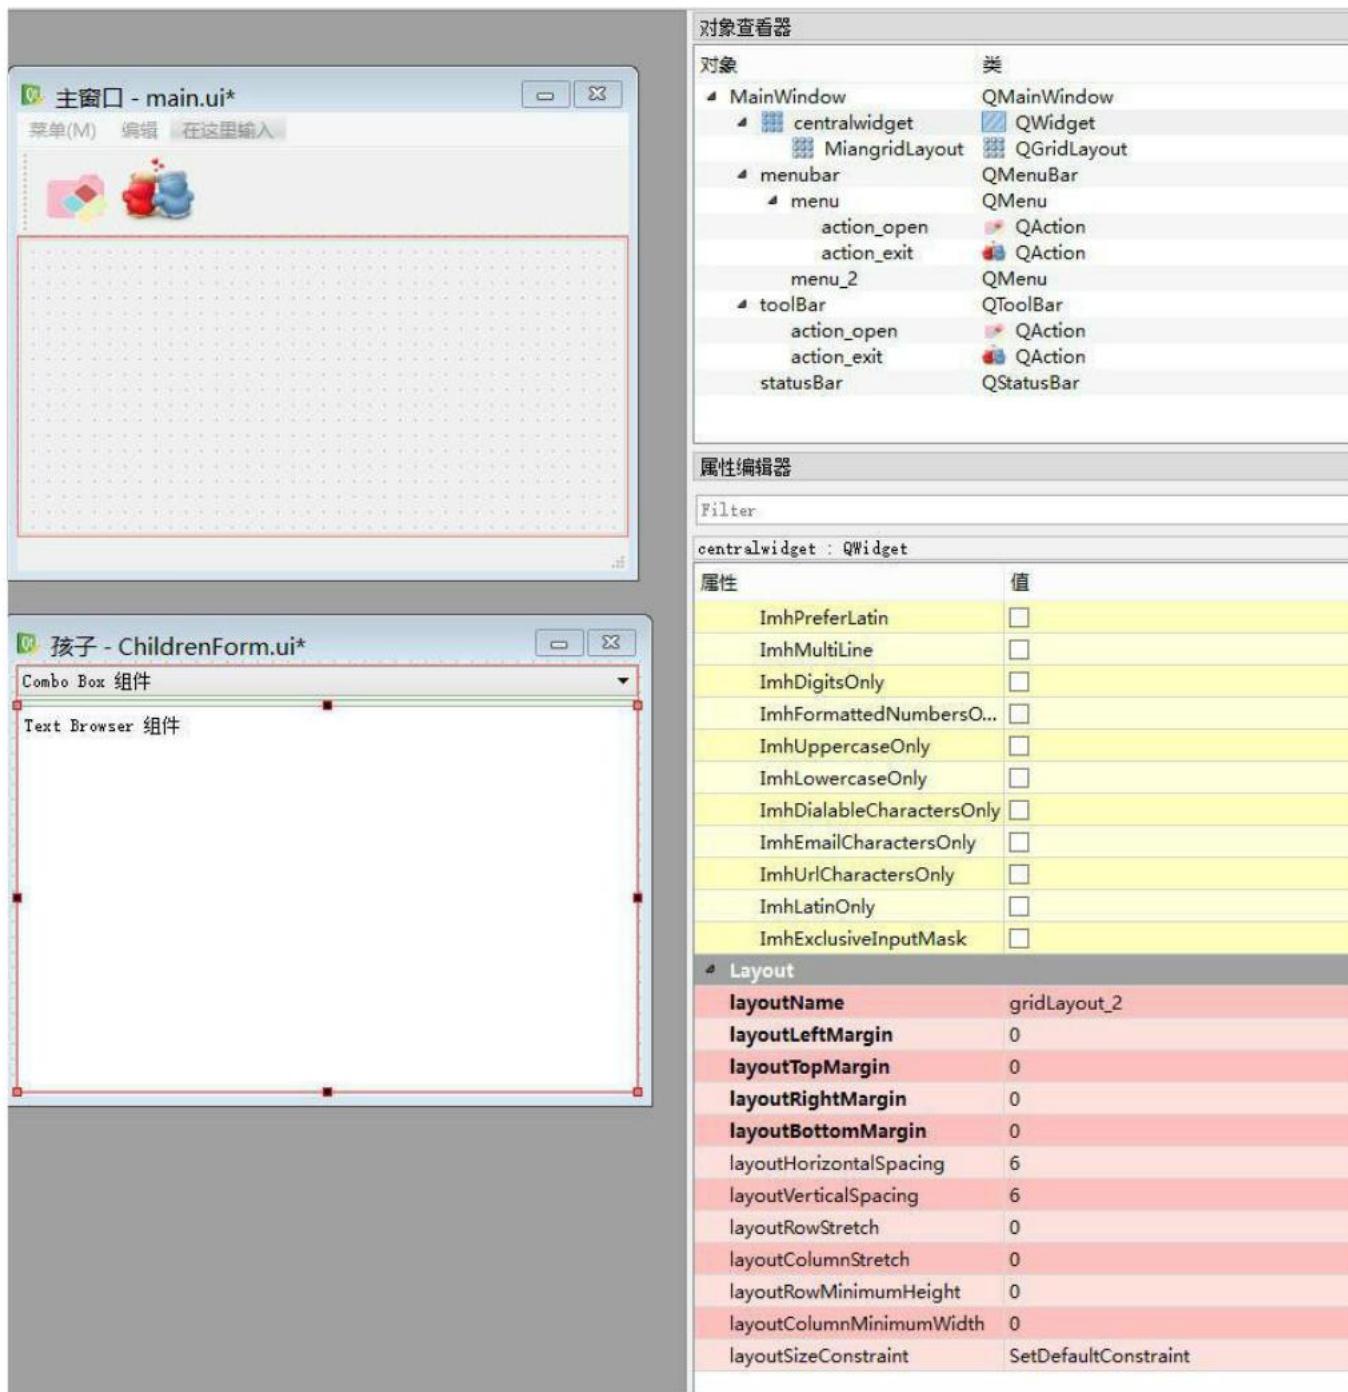 主窗口 - main.ui*
菜单(M) 编辑 在这里输入
孩子 - ChildrenForm.ui*
Combo Box 组件
Text Browser 组件
对象查看器
对象 类
MainWindow QMainWindow
centralwidget QWidget
MiangridLayout QGridLayout
menubar QMenuBar
menu QMenu
action_open QAction
action_exit QAction
menu_2 QMenu
toolBar QToolBar
action_open QAction
action_exit QAction
statusBar QStatusBar
属性编辑器
Filter
centralwidget : QWidget
属性 值
ImhPreferLatin
ImhMultiLine
ImhDigitsOnly
ImhFormattedNumbersO...
ImhUppercaseOnly
ImhLowercaseOnly
ImhDialableCharactersOnly
ImhEmailCharactersOnly
ImhUrlCharactersOnly
ImhLatinOnly
ImhExclusiveInputMask
Layout
layoutName gridLayout_2
layoutLeftMargin 0
layoutTopMargin 0
layoutRightMargin 0
layoutBottomMargin 0
layoutHorizontalSpacing 6
layoutVerticalSpacing 6
layoutRowStretch 0
layoutColumnStretch 0
layoutRowMinimumHeight 0
layoutColumnMinimumWidth 0
layoutSizeConstraint SetDefaultConstraint